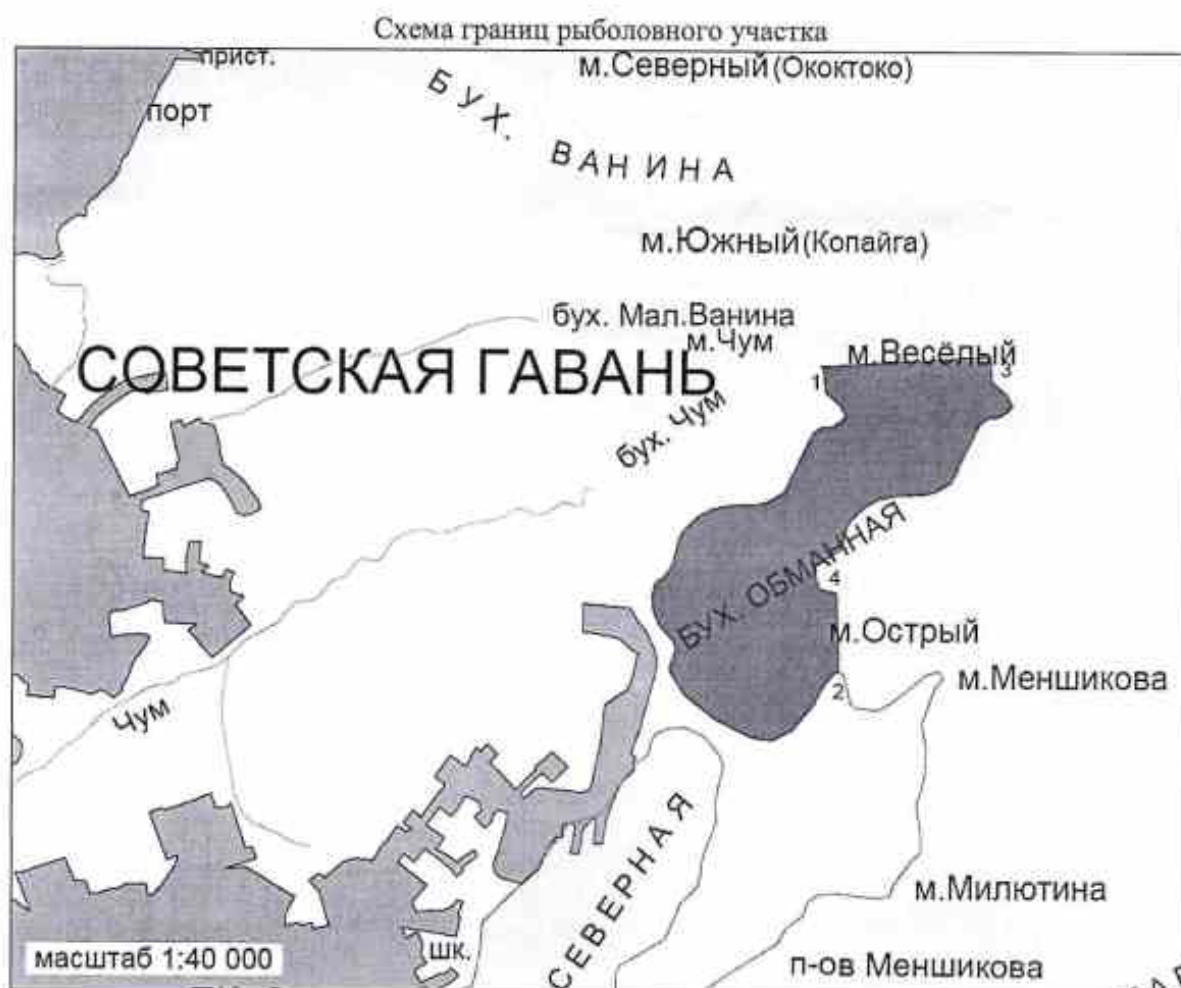 Схема границ рыболовного участка
прист.
м.Северный(Ококтоко)
порт
БУХ. ВАНИНА
м.Южный(Копайга)
бух. Мал.Ванина
м.Чум
м.Весёлый
СОВЕТСКАЯ ГАВАНЬ
1
3
бух. Чум
БУХ. ОБМАННАЯ
4
м.Острый
м.Меншикова
2
Чум
СЕВЕРНАЯ
м.Милютина
шк.
масштаб 1:40 000
п-ов Меншикова